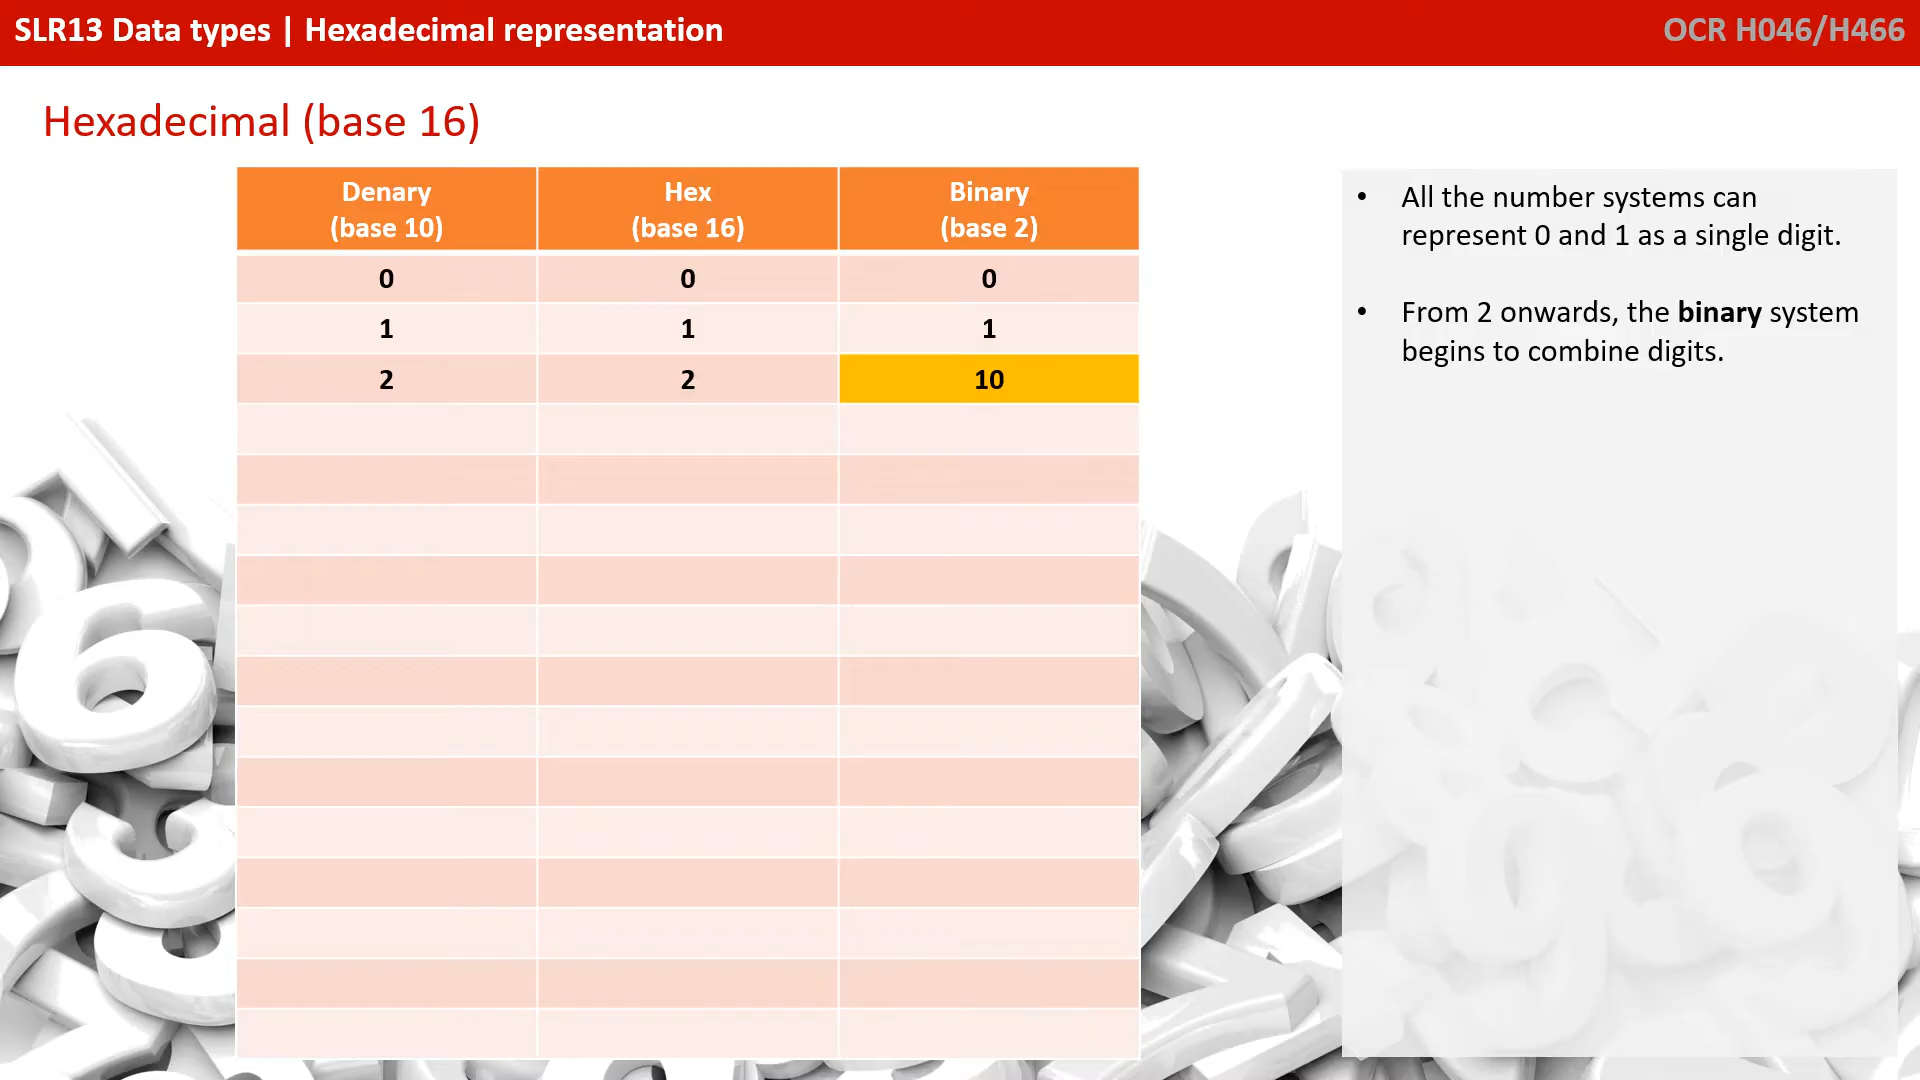 SLR13 Data types | Hexadecimal representation
OCR H046/H466
Hexadecimal (base 16)
Denary (base 10) Hex (base 16) Binary (base 2)
0 0 0
1 1 1
2 2 10
• All the number systems can
represent 0 and 1 as a single digit.
• From 2 onwards, the binary system
begins to combine digits.